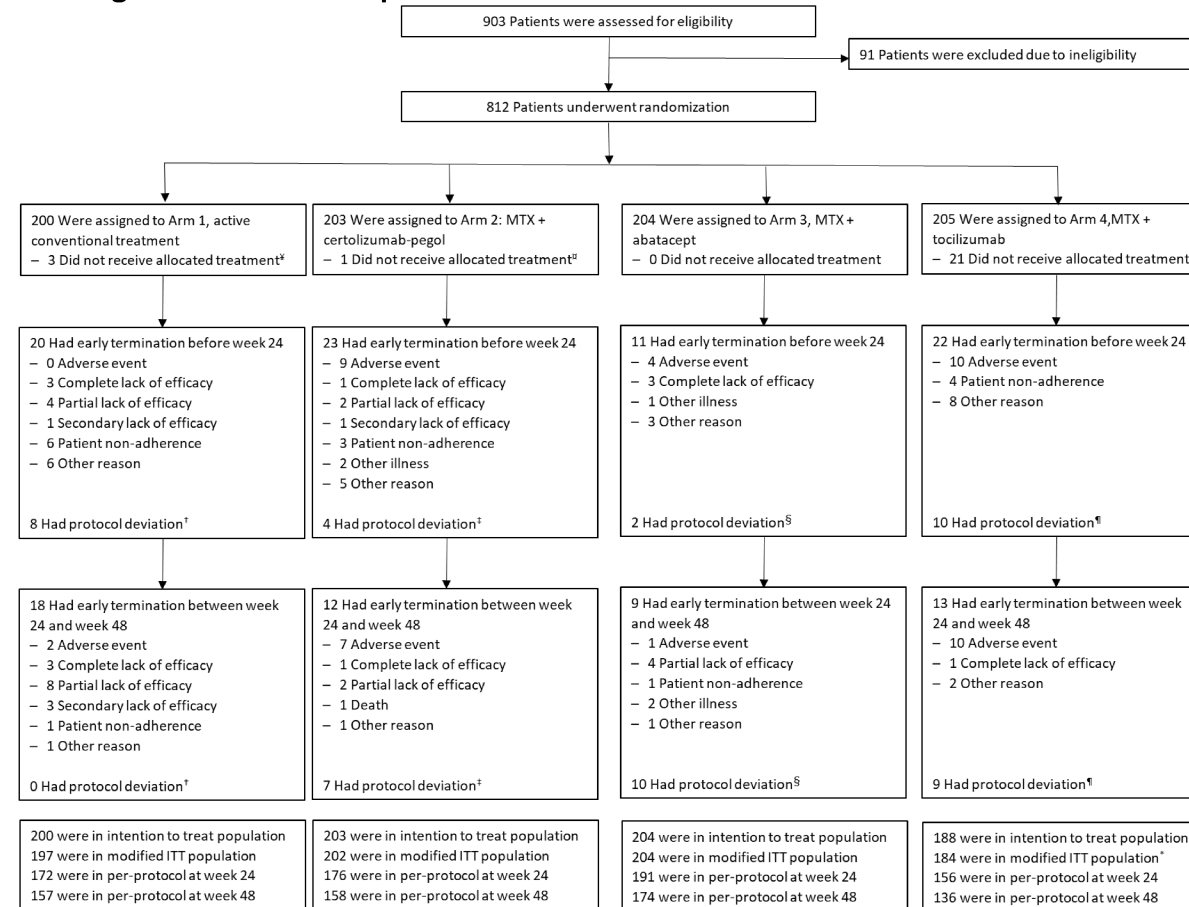 903 Patients were assessed for eligibility
91 Patients were excluded due to ineligibility
812 Patients underwent randomization
200 Were assigned to Arm 1, active
conventional treatment
– 3 Did not receive allocated treatment¥
203 Were assigned to Arm 2: MTX +
certolizumab-pegol
– 1 Did not receive allocated treatment¤
204 Were assigned to Arm 3, MTX +
abatacept
– 0 Did not receive allocated treatment
205 Were assigned to Arm 4,MTX +
tocilizumab
– 21 Did not receive allocated treatment
20 Had early termination before week 24
– 0 Adverse event
– 3 Complete lack of efficacy
– 4 Partial lack of efficacy
– 1 Secondary lack of efficacy
– 6 Patient non-adherence
– 6 Other reason
8 Had protocol deviation†
23 Had early termination before week 24
– 9 Adverse event
– 1 Complete lack of efficacy
– 2 Partial lack of efficacy
– 1 Secondary lack of efficacy
– 3 Patient non-adherence
– 2 Other illness
– 5 Other reason
4 Had protocol deviation‡
11 Had early termination before week 24
– 4 Adverse event
– 3 Complete lack of efficacy
– 1 Other illness
– 3 Other reason
2 Had protocol deviation§
22 Had early termination before week 24
– 10 Adverse event
– 4 Patient non-adherence
– 8 Other reason
10 Had protocol deviation¶
18 Had early termination between week
24 and week 48
– 2 Adverse event
– 3 Complete lack of efficacy
– 8 Partial lack of efficacy
– 3 Secondary lack of efficacy
– 1 Patient non-adherence
– 1 Other reason
0 Had protocol deviation†
12 Had early termination between week
24 and week 48
– 7 Adverse event
– 1 Complete lack of efficacy
– 2 Partial lack of efficacy
– 1 Death
– 1 Other reason
7 Had protocol deviation‡
9 Had early termination between week 24
and week 48
– 1 Adverse event
– 4 Partial lack of efficacy
– 1 Patient non-adherence
– 2 Other illness
– 1 Other reason
10 Had protocol deviation§
13 Had early termination between week
24 and week 48
– 10 Adverse event
– 1 Complete lack of efficacy
– 2 Other reason
9 Had protocol deviation¶
200 were in intention to treat population
197 were in modified ITT population
172 were in per-protocol at week 24
157 were in per-protocol at week 48
203 were in intention to treat population
202 were in modified ITT population
176 were in per-protocol at week 24
158 were in per-protocol at week 48
204 were in intention to treat population
204 were in modified ITT population
191 were in per-protocol at week 24
174 were in per-protocol at week 48
188 were in intention to treat population
184 were in modified ITT population*
156 were in per-protocol at week 24
136 were in per-protocol at week 48